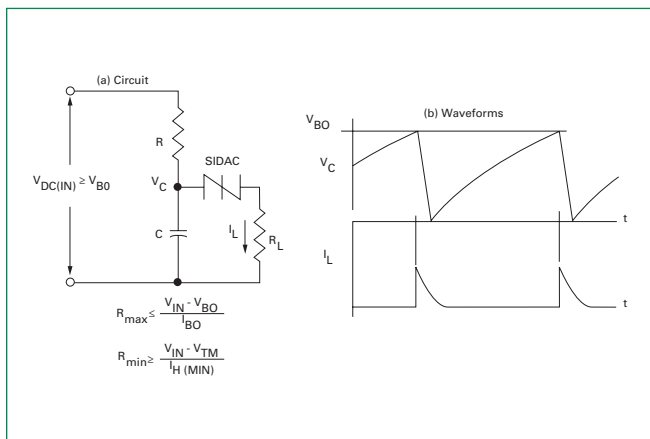 (a) Circuit
R
SIDAC
V_DC(IN) ≥ V_B0
V_C
C
I_L
R_L
R_max ≤ (V_IN - V_BO) / I_BO
R_min ≥ (V_IN - V_TM) / I_H (MIN)
(b) Waveforms
V_BO
V_C
t
I_L
t